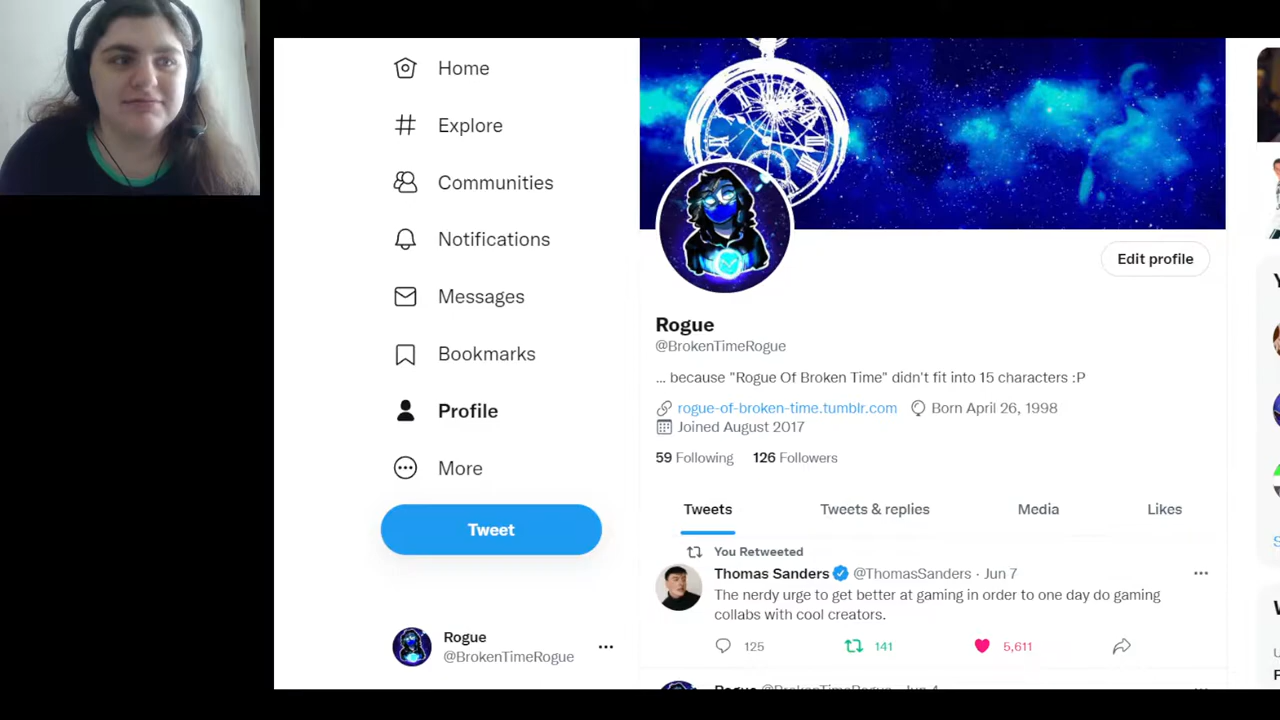 Home
Explore
Communities
Notifications
Messages
Bookmarks
Profile
More
Tweet
Rogue
@BrokenTimeRogue
Edit profile
Rogue
@BrokenTimeRogue
... because "Rogue Of Broken Time" didn't fit into 15 characters :P
rogue-of-broken-time.tumblr.com Born April 26, 1998
Joined August 2017
59 Following 126 Followers
Tweets Tweets & replies Media Likes
You Retweeted
Thomas Sanders @ThomasSanders · Jun 7
The nerdy urge to get better at gaming in order to one day do gaming
collabs with cool creators.
125 141 5,611
Rogue @BrokenTimeRogue · Jun 4